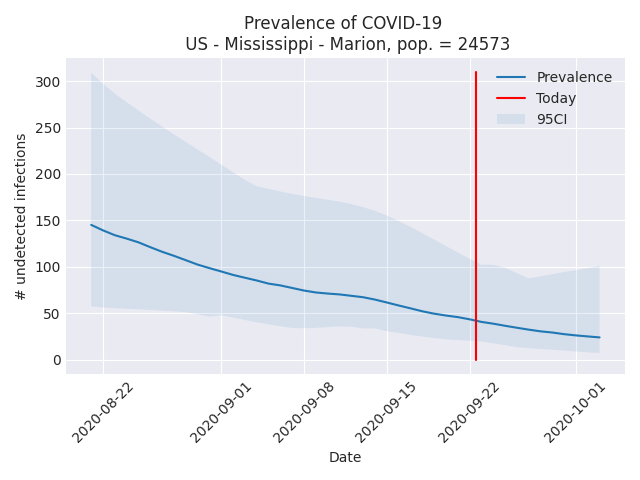 Prevalence of COVID-19
US - Mississippi - Marion, pop. = 24573
Prevalence
Today
95CI
300
250
200
150
100
50
0
# undetected infections
2020-08-22
2020-09-01
2020-09-08
2020-09-15
2020-09-22
2020-10-01
Date